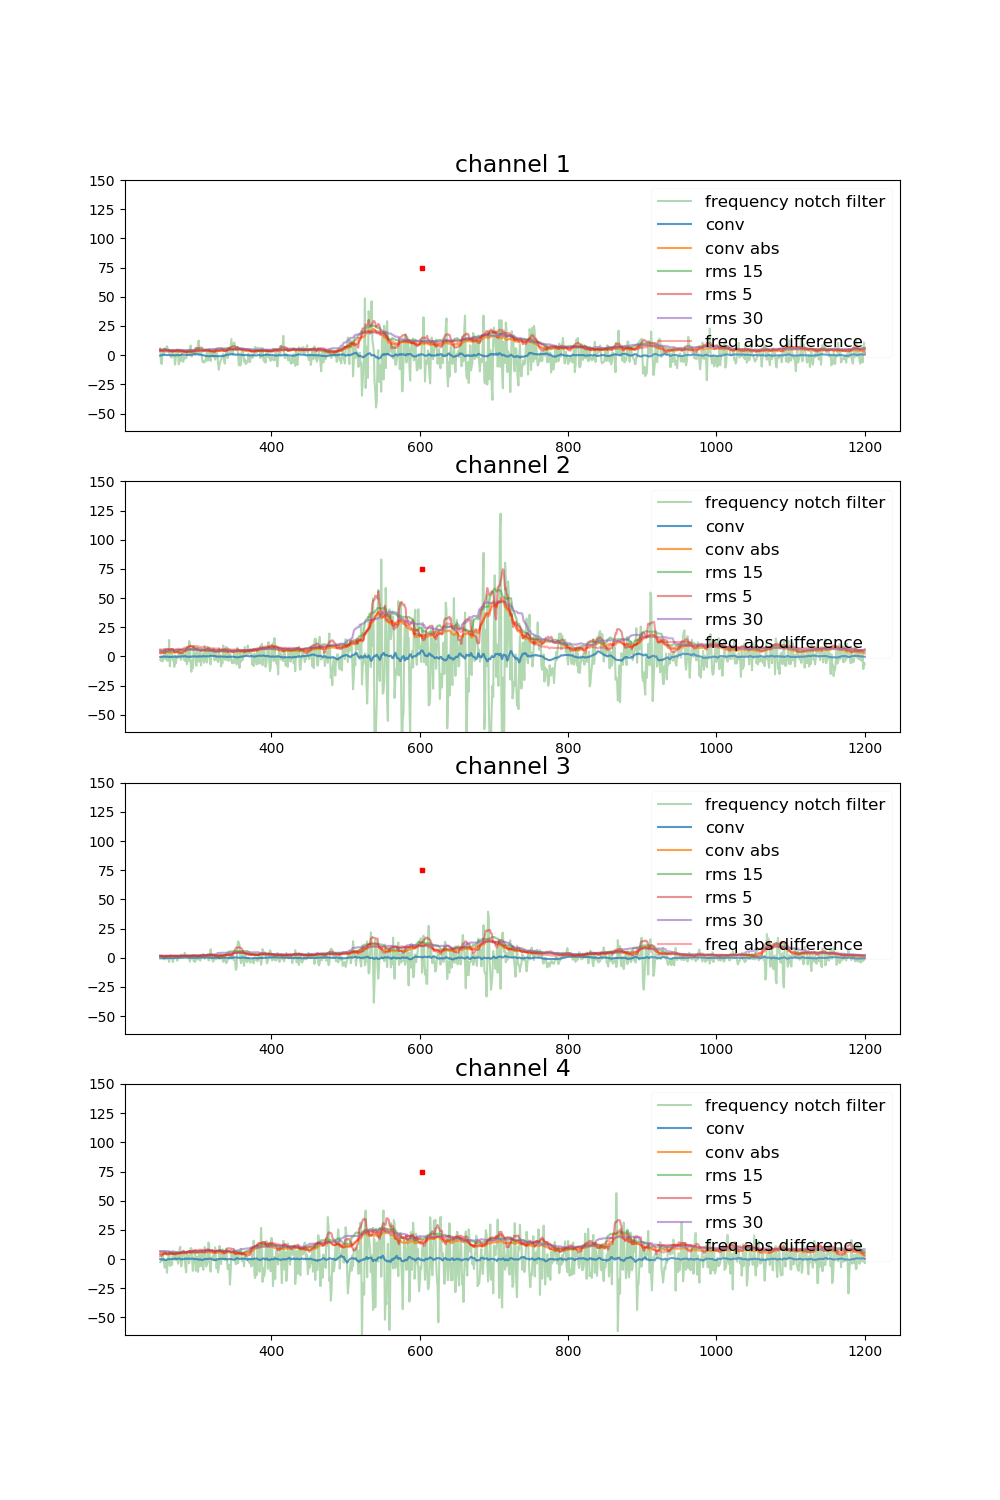 channel 1
150
125
100
75
50
25
0
−25
−50
frequency notch filter
conv
conv abs
rms 15
rms 5
rms 30
freq abs difference
400 600 800 1000 1200
channel 2
150
125
100
75
50
25
0
−25
−50
frequency notch filter
conv
conv abs
rms 15
rms 5
rms 30
freq abs difference
400 600 800 1000 1200
channel 3
150
125
100
75
50
25
0
−25
−50
frequency notch filter
conv
conv abs
rms 15
rms 5
rms 30
freq abs difference
400 600 800 1000 1200
channel 4
150
125
100
75
50
25
0
−25
−50
frequency notch filter
conv
conv abs
rms 15
rms 5
rms 30
freq abs difference
400 600 800 1000 1200